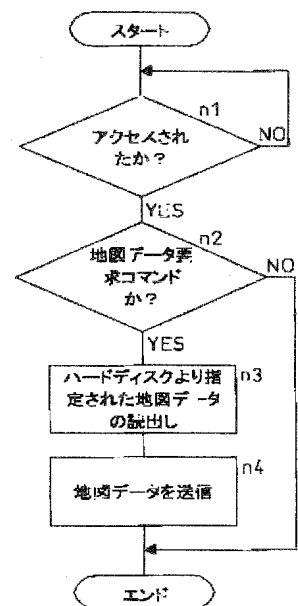 スタート
n1
アクセスされ
たか？
NO
YES
n2
地図データ要
求コマンド
か？
NO
YES
n3
ハードディスクより指
定された地図データ
の読出し
n4
地図データを送信
エンド